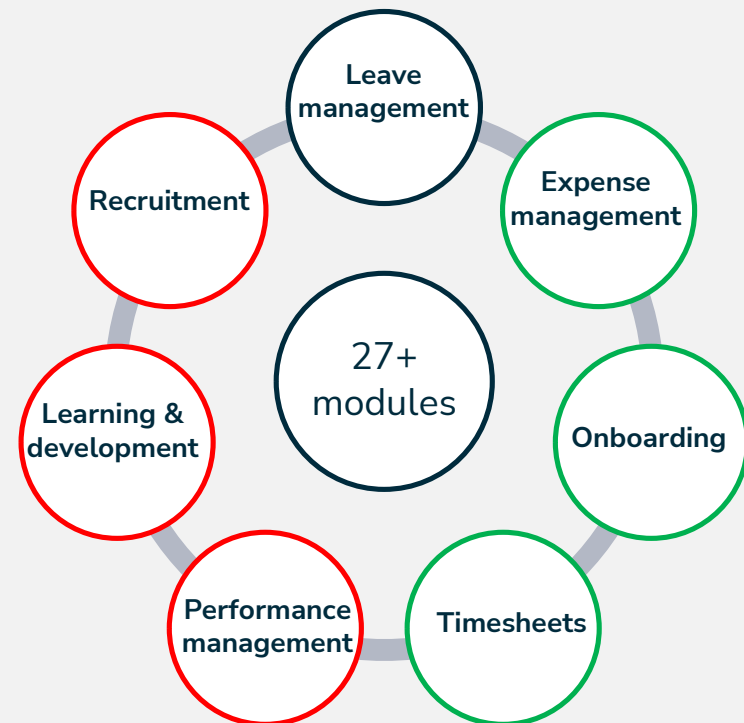 Leave
management
Expense
management
Onboarding
Timesheets
Performance
management
Learning &
development
Recruitment
27+
modules